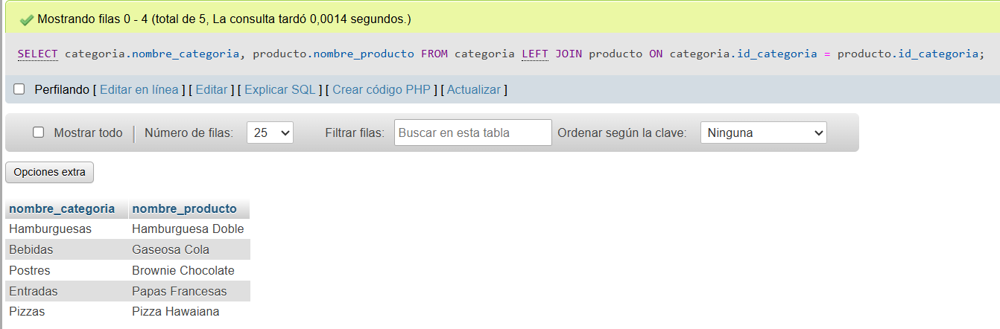 Mostrando filas 0 - 4 (total de 5, La consulta tardó 0,0014 segundos.)
SELECT categoria.nombre_categoria, producto.nombre_producto FROM categoria LEFT JOIN producto ON categoria.id_categoria = producto.id_categoria;
Perfilando [ Editar en línea ] [ Editar ] [ Explicar SQL ] [ Crear código PHP ] [ Actualizar ]
Mostrar todo | Número de filas: 25 Filtrar filas: Buscar en esta tabla Ordenar según la clave: Ninguna
Opciones extra
nombre_categoria nombre_producto
Hamburguesas Hamburguesa Doble
Bebidas Gaseosa Cola
Postres Brownie Chocolate
Entradas Papas Francesas
Pizzas Pizza Hawaiana